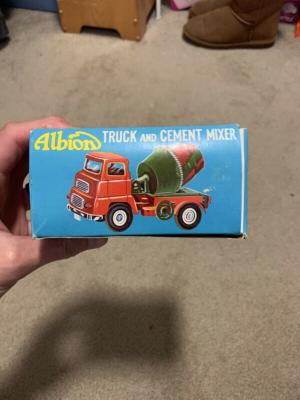 Albion TRUCK AND CEMENT MIXER